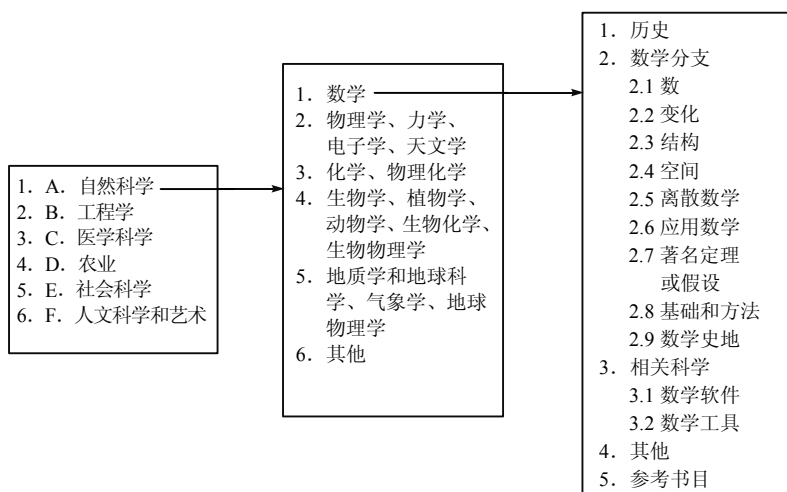 1．A．自然科学
2．B．工程学
3．C．医学科学
4．D．农业
5．E．社会科学
6．F．人文科学和艺术
1．数学
2．物理学、力学、
电子学、天文学
3．化学、物理化学
4．生物学、植物学、
动物学、生物化学、
生物物理学
5．地质学和地球科
学、气象学、地球
物理学
6．其他
1．历史
2．数学分支
2.1 数
2.2 变化
2.3 结构
2.4 空间
2.5 离散数学
2.6 应用数学
2.7 著名定理
或假设
2.8 基础和方法
2.9 数学史地
3．相关科学
3.1 数学软件
3.2 数学工具
4．其他
5．参考书目